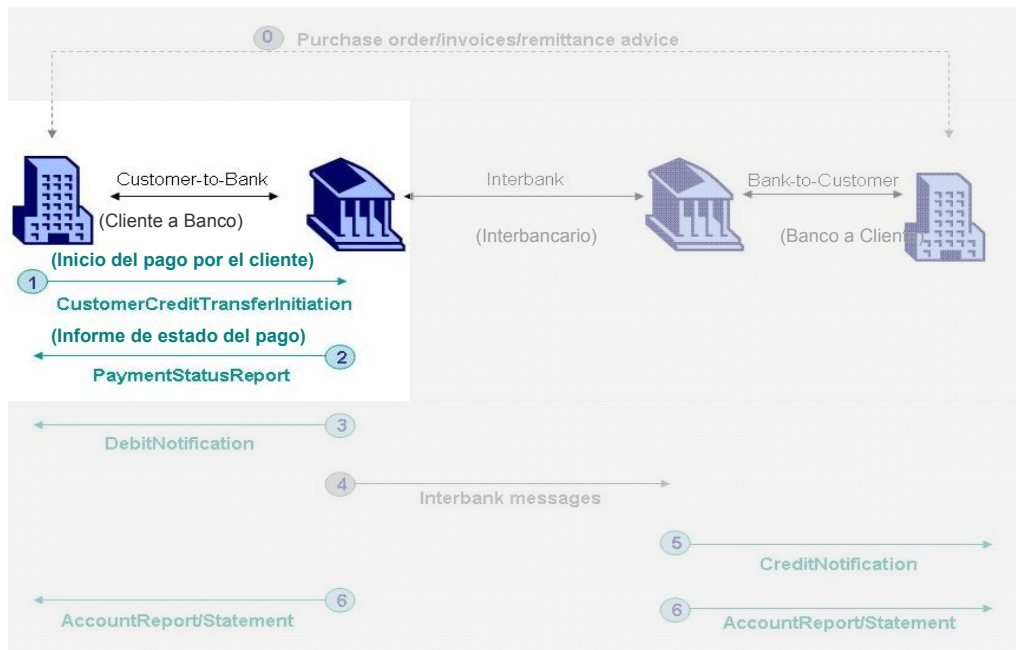 0 Purchase order/invoices/remittance advice
Customer-to-Bank
(Cliente a Banco)
Interbank
(Interbancario)
Bank-to-Customer
(Banco a Cliente)
(Inicio del pago por el cliente)
1
CustomerCreditTransferInitiation
(Informe de estado del pago)
2
PaymentStatusReport
3
DebitNotification
4
Interbank messages
5
CreditNotification
6
AccountReport/Statement
6
AccountReport/Statement